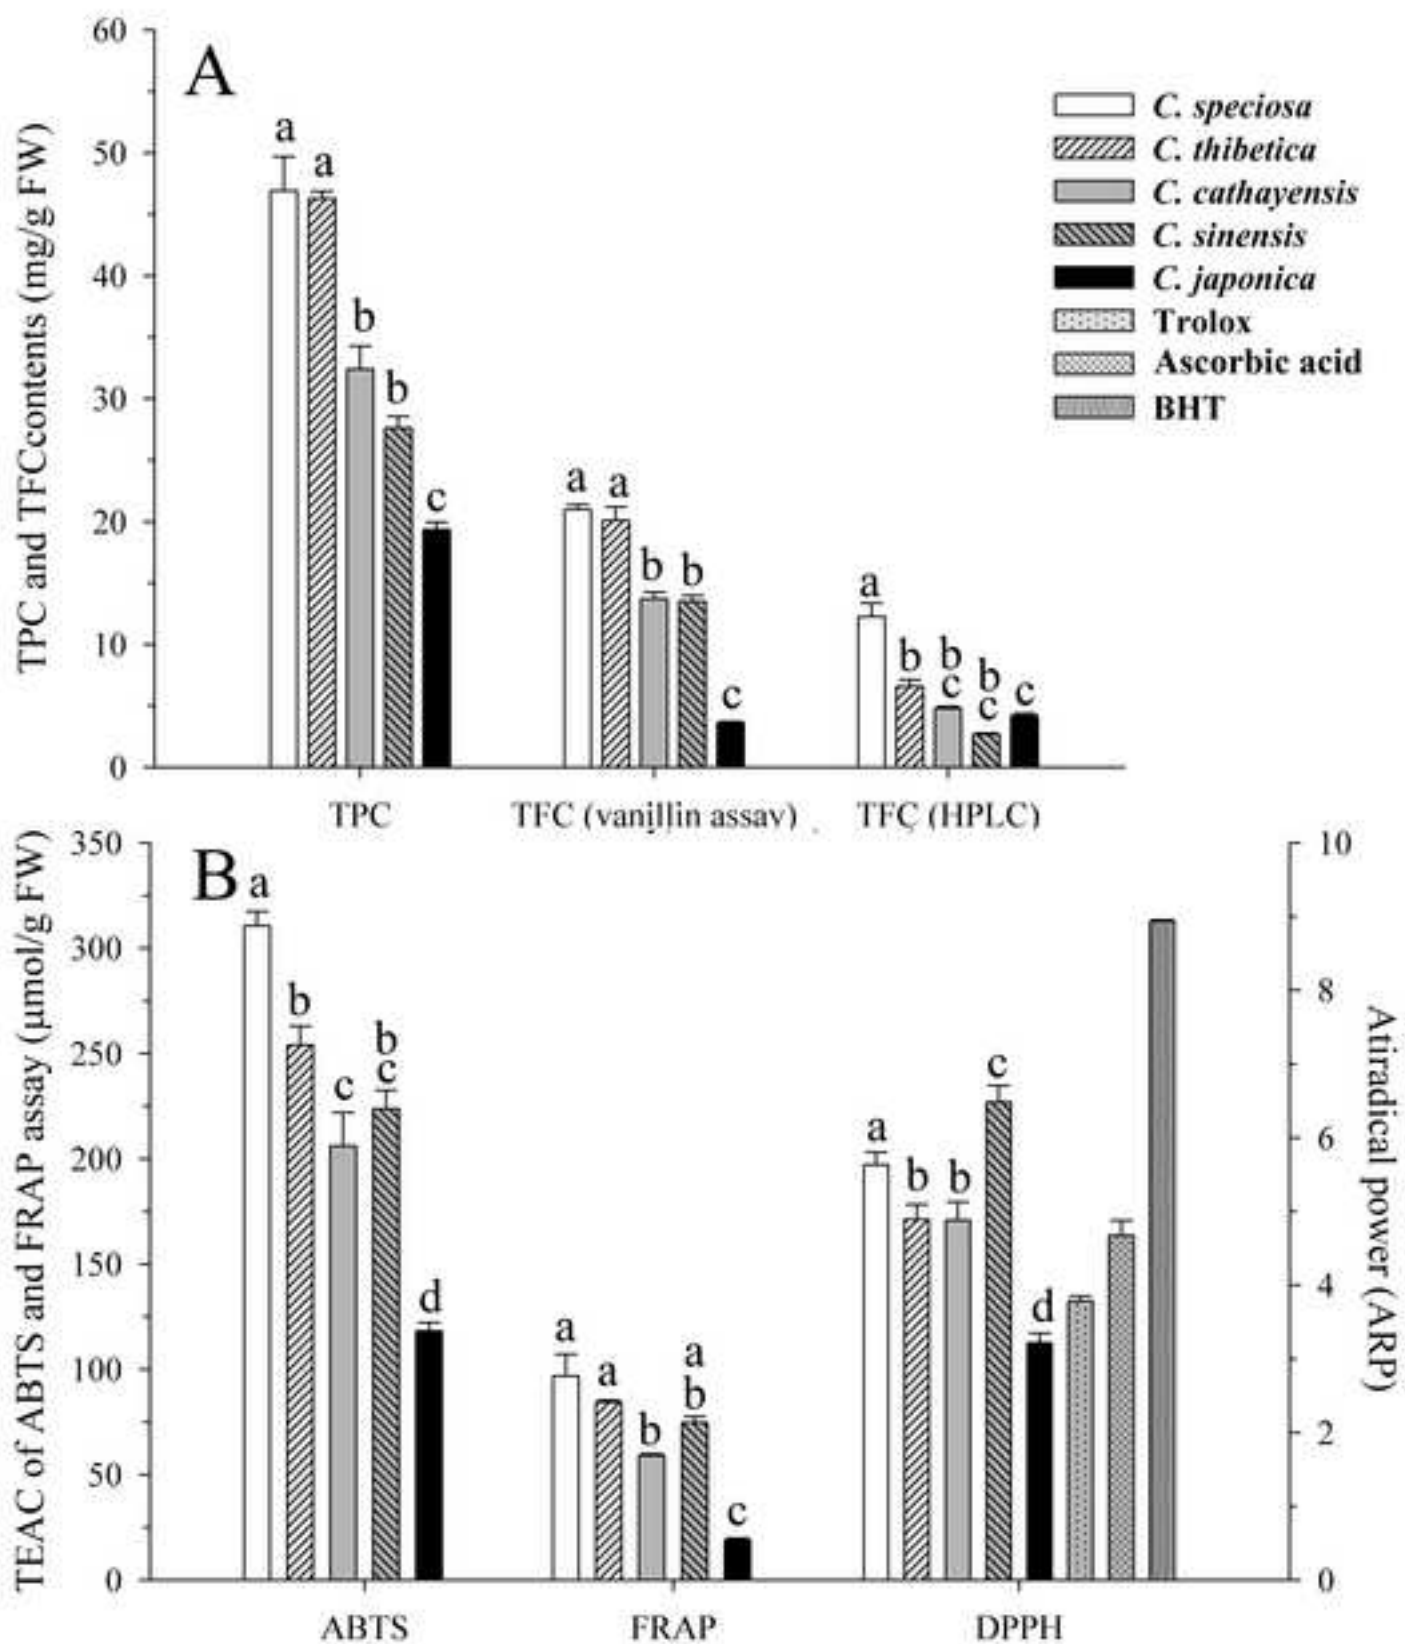 A
60
50
40
30
20
10
0
TPC and TFCcontents (mg/g FW)
a
a
b
b
c
a
a
b
b
c
a
b
b
c
b
c
c
TPC
TFC (vanillin assay)
TFC (HPLC)
C. speciosa
C. thibetica
C. cathayensis
C. sinensis
C. japonica
Trolox
Ascorbic acid
BHT
B
350
300
250
200
150
100
50
0
TEAC of ABTS and FRAP assay (μmol/g FW)
a
b
c
b
c
d
a
a
b
a
b
c
a
b
b
c
d
ABTS
FRAP
DPPH
10
8
6
4
2
0
Atiradical power (ARP)